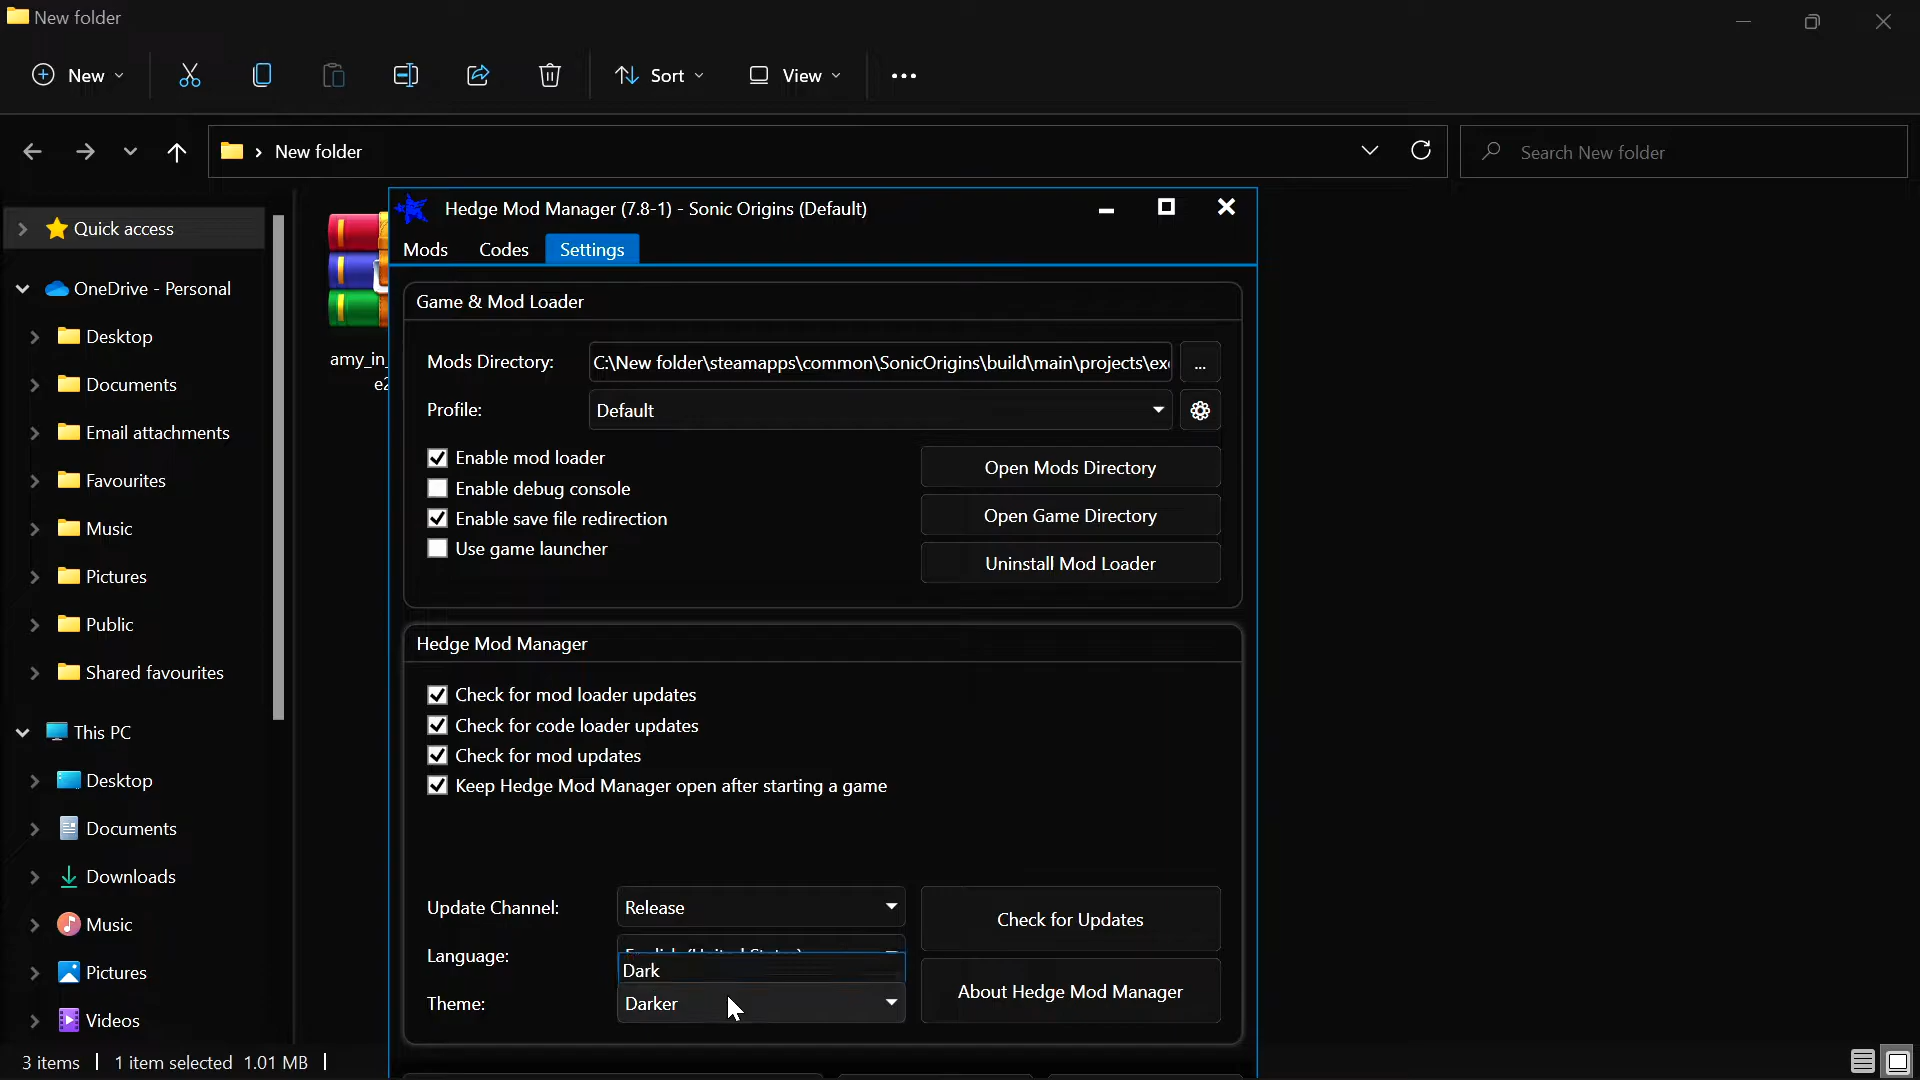 New folder
New
Sort
View
New folder
Search New folder
Quick access
OneDrive - Personal
Desktop
Documents
Email attachments
Favourites
Music
Pictures
Public
Shared favourites
This PC
Desktop
Documents
Downloads
Music
Pictures
Videos
amy_in_
e2
Hedge Mod Manager (7.8-1) - Sonic Origins (Default)
Mods Codes Settings
Game & Mod Loader
Mods Directory: C:\New folder\steamapps\common\SonicOrigins\build\main\projects\ex ...
Profile: Default
Enable mod loader
Enable debug console
Enable save file redirection
Use game launcher
Open Mods Directory
Open Game Directory
Uninstall Mod Loader
Hedge Mod Manager
Check for mod loader updates
Check for code loader updates
Check for mod updates
Keep Hedge Mod Manager open after starting a game
Update Channel: Release
Language:
Dark
Theme: Darker
Check for Updates
About Hedge Mod Manager
3 items 1 item selected 1.01 MB